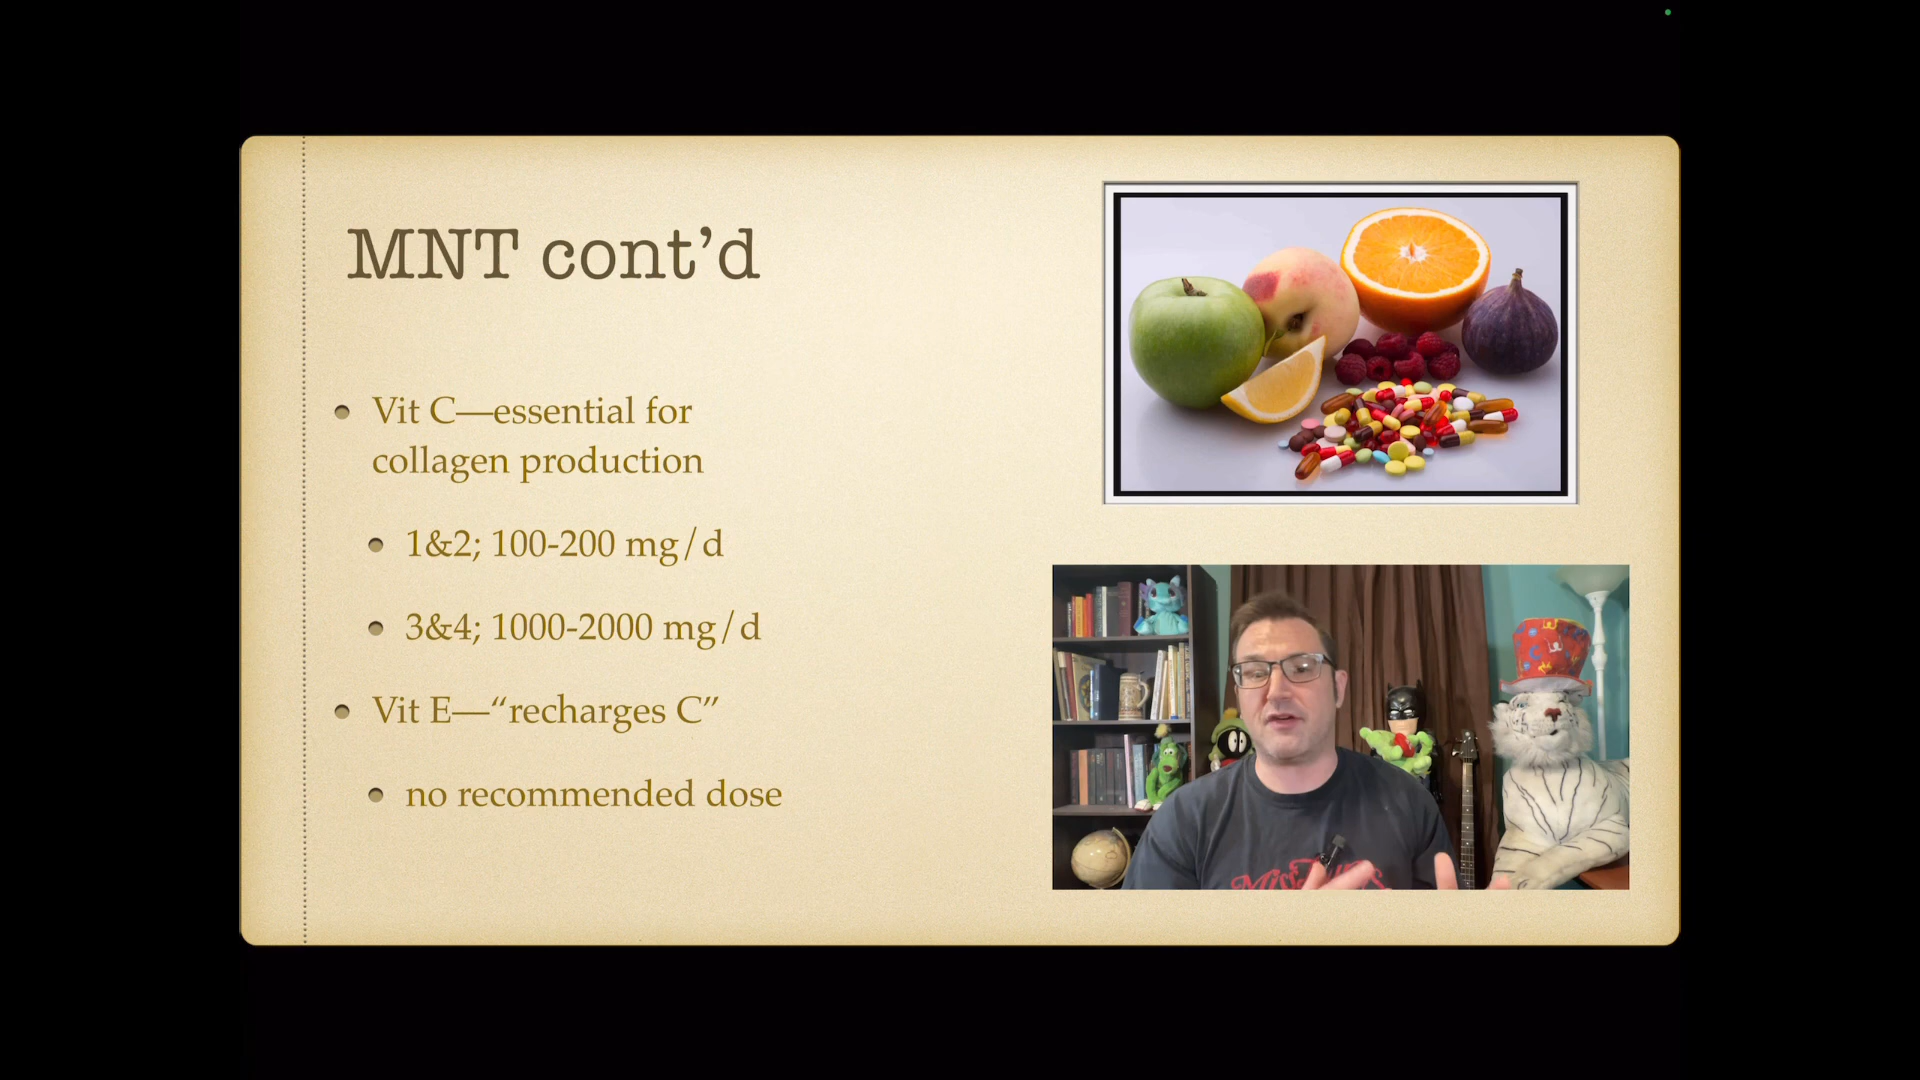 MNT cont’d
Vit C—essential for
collagen production
1&2; 100-200 mg/d
3&4; 1000-2000 mg/d
Vit E—“recharges C”
no recommended dose